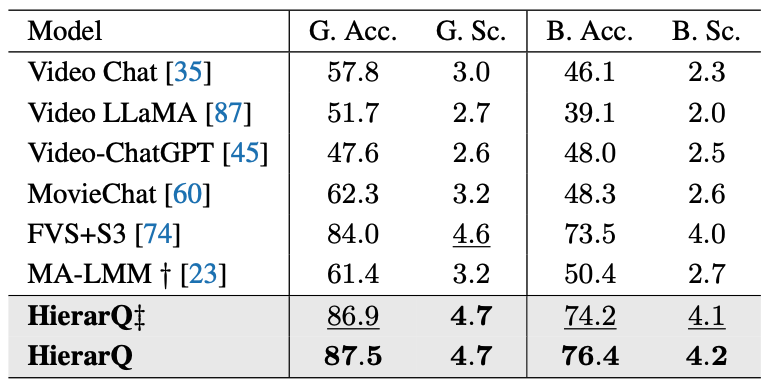 Model G. Acc. G. Sc. B. Acc. B. Sc.
Video Chat [35] 57.8 3.0 46.1 2.3
Video LLaMA [87] 51.7 2.7 39.1 2.0
Video-ChatGPT [45] 47.6 2.6 48.0 2.5
MovieChat [60] 62.3 3.2 48.3 2.6
FVS+S3 [74] 84.0 4.6 73.5 4.0
MA-LMM † [23] 61.4 3.2 50.4 2.7
HierarQ‡ 86.9 4.7 74.2 4.1
HierarQ 87.5 4.7 76.4 4.2